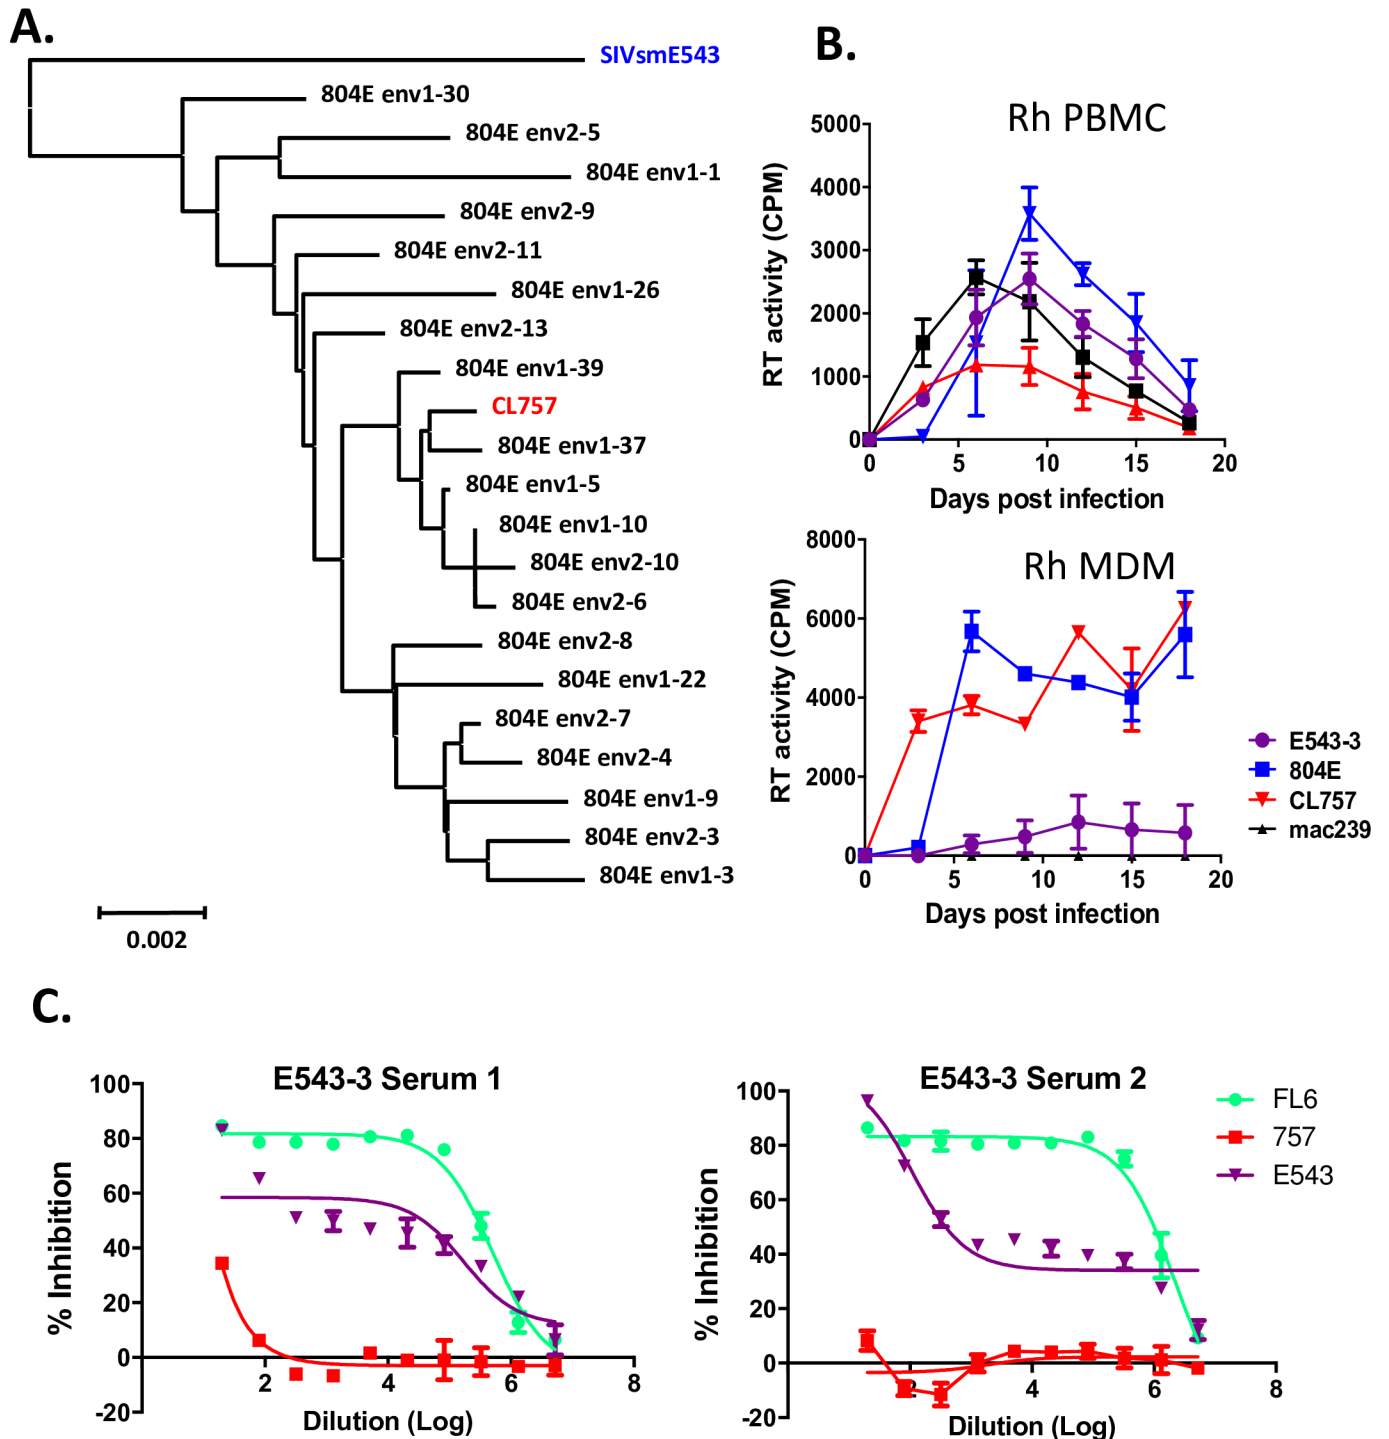 A.
SIVsmE543
804E env1-30
804E env2-5
804E env1-1
804E env2-9
804E env2-11
804E env1-26
804E env2-13
804E env1-39
CL757
804E env1-37
804E env1-5
804E env1-10
804E env2-10
804E env2-6
804E env2-8
804E env1-22
804E env2-7
804E env2-4
804E env1-9
804E env2-3
804E env1-3
0.002
B.
Rh PBMC
RT activity (CPM)
5000
4000
3000
2000
1000
0
0 5 10 15 20
Days post infection
Rh MDM
RT activity (CPM)
8000
6000
4000
2000
0
0 5 10 15 20
Days post infection
E543-3
804E
CL757
mac239
C.
E543-3 Serum 1
% Inhibition
100
80
60
40
20
0
-20
2 4 6 8
Dilution (Log)
E543-3 Serum 2
% Inhibition
100
80
60
40
20
0
-20
2 4 6 8
Dilution (Log)
FL6
757
E543